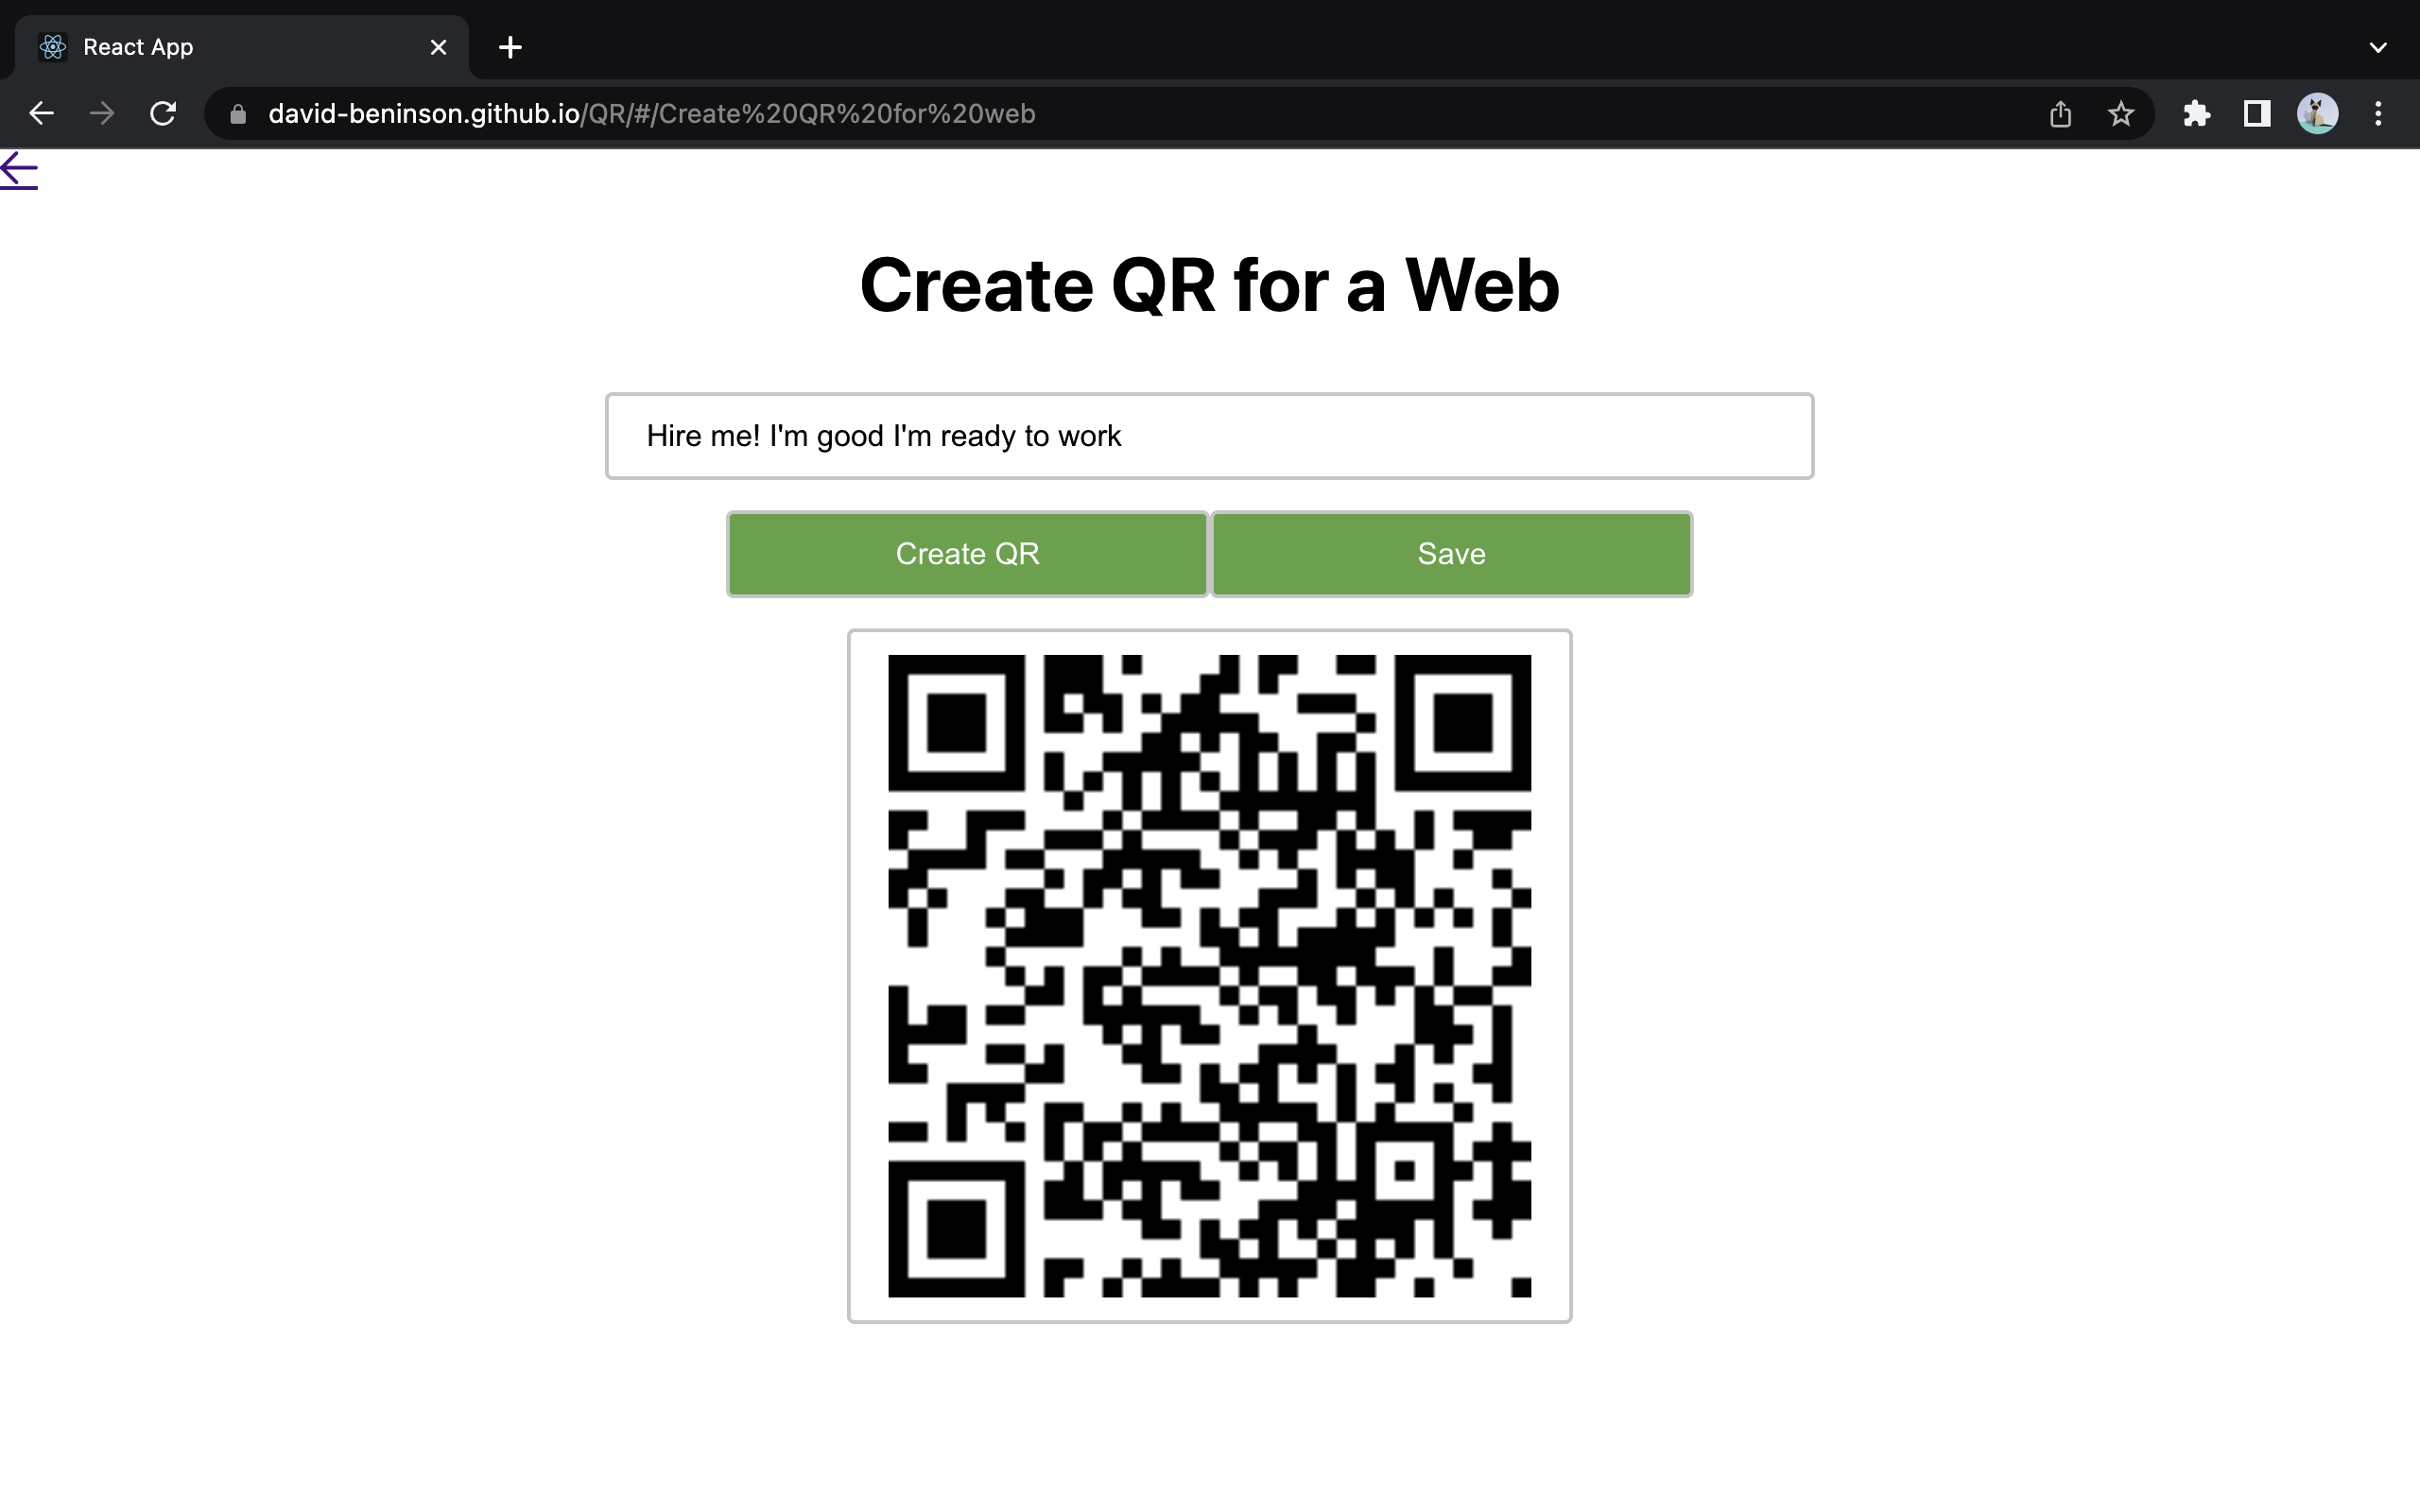 React App
david-beninson.github.io/QR/#/Create%20QR%20for%20web
Create QR for a Web
Hire me! I'm good I'm ready to work
Create QR
Save